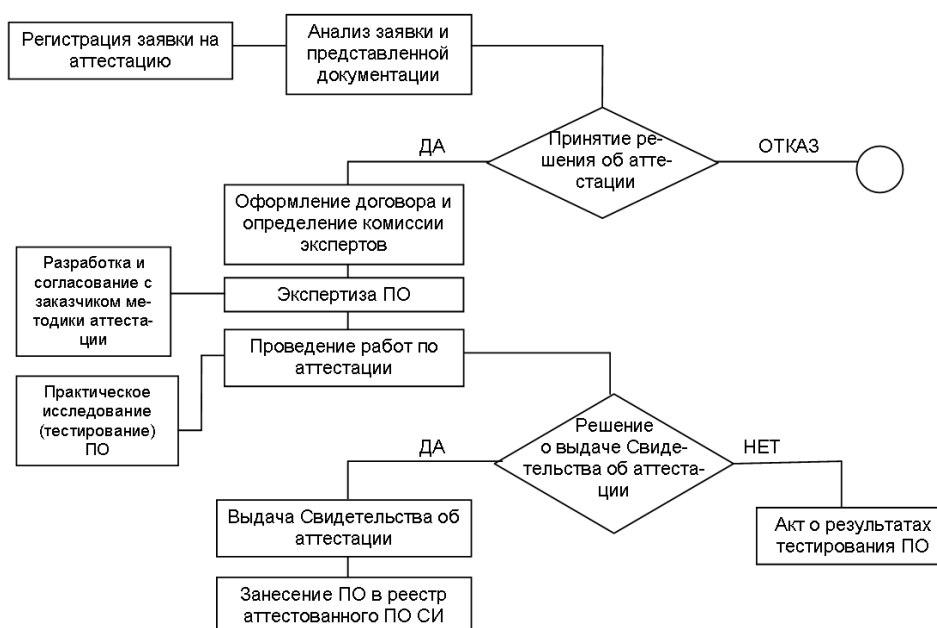 Регистрация заявки на
аттестацию
Анализ заявки и
представленной
документации
Принятие ре-
шения об атте-
стации
ДА
ОТКАЗ
Оформление договора и
определение комиссии
экспертов
Разработка и
согласование с
заказчиком ме-
тодики аттеста-
ции
Экспертиза ПО
Проведение работ по
аттестации
Практическое
исследование
(тестирование)
ПО
Решение
о выдаче Свиде-
тельства об аттеста-
ции
ДА
НЕТ
Выдача Свидетельства об
аттестации
Акт о результатах
тестирования ПО
Занесение ПО в реестр
аттестованного ПО СИ